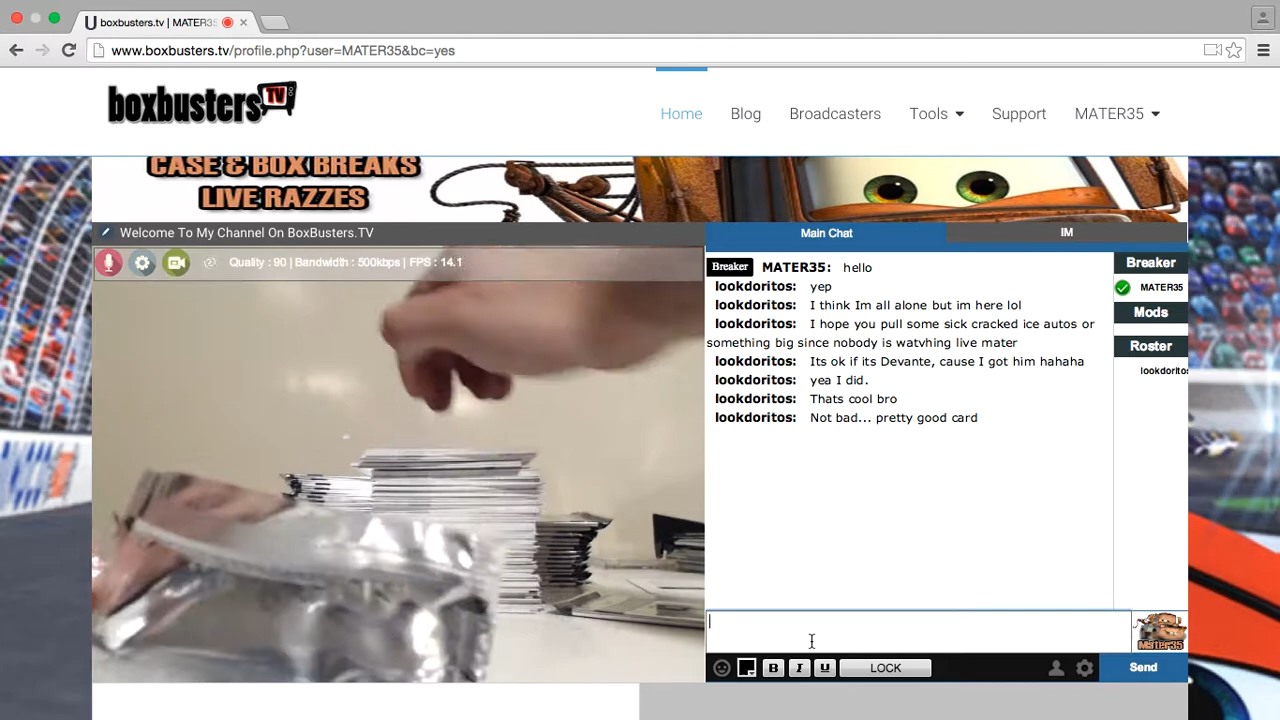 boxbusters.tv | MATER35
www.boxbusters.tv/profile.php?user=MATER35&bc=yes
boxbusters TV
Home Blog Broadcasters Tools Support MATER35
CASE & BOX BREAKS
LIVE RAZZES
Welcome To My Channel On BoxBusters.TV
Main Chat IM
Quality : 90 | Bandwidth : 500kbps | FPS : 14.1
Breaker MATER35: hello
lookdoritos: yep
lookdoritos: I think Im all alone but im here lol
lookdoritos: I hope you pull some sick cracked ice autos or
something big since nobody is watvhing live mater
lookdoritos: Its ok if its Devante, cause I got him hahaha
lookdoritos: yea I did.
lookdoritos: Thats cool bro
lookdoritos: Not bad... pretty good card
Breaker
MATER35
Mods
Roster
lookdoritos
Mater35
B I U LOCK Send